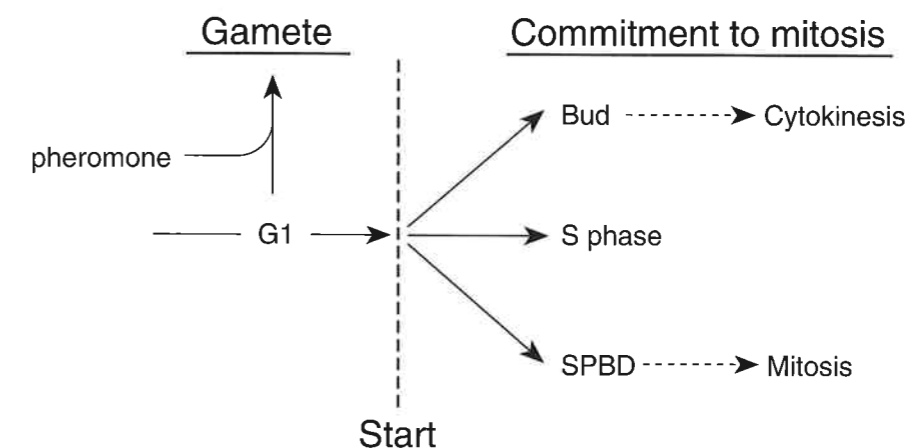 Gamete
Commitment to mitosis
Bud
Cytokinesis
pheromone
G1
S phase
SPBD
Mitosis
Start